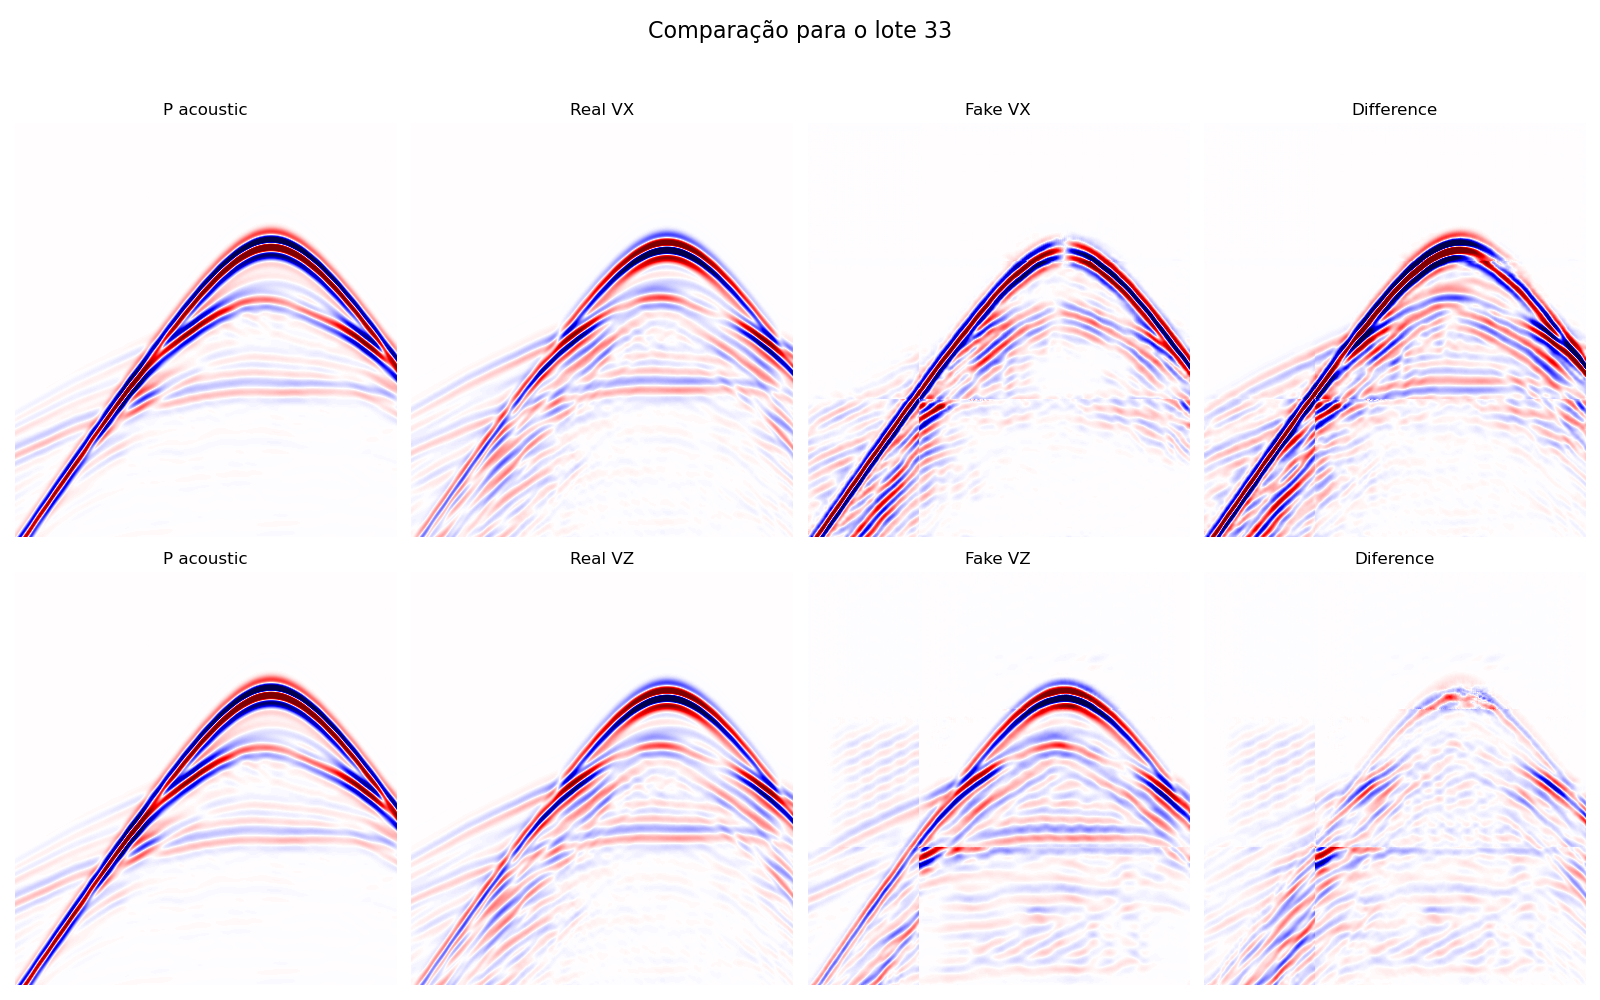 Comparação para o lote 33
P acoustic
Real VX
Fake VX
Difference
P acoustic
Real VZ
Fake VZ
Diference